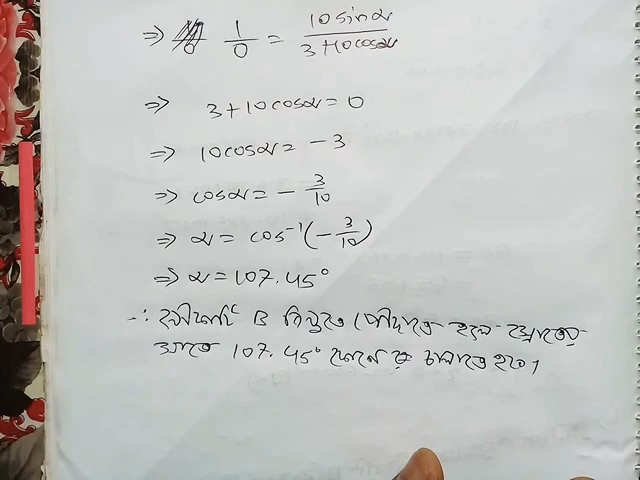 ⇒ 1/0 = 10sinα/3+10cosα
⇒ 3+10cosα = 0
⇒ 10cosα = -3
⇒ cosα = - 3/10
⇒ α = cos⁻¹(-3/10)
⇒ α = 107.45°
∴ B বিন্দুতে পৌঁছাতে হলে স্রোতের
সাথে 107.45° কোণে চালাতে হবে।